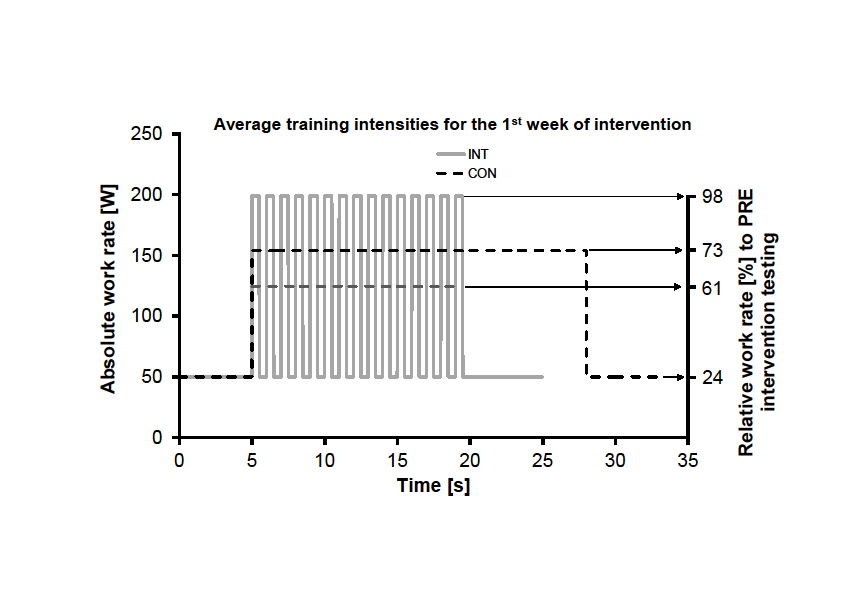 Average training intensities for the 1st week of intervention
INT
CON
250
200
150
100
50
0
Absolute work rate [W]
0 5 10 15 20 25 30 35
Time [s]
98
73
61
24
Relative work rate [%] to PRE
intervention testing